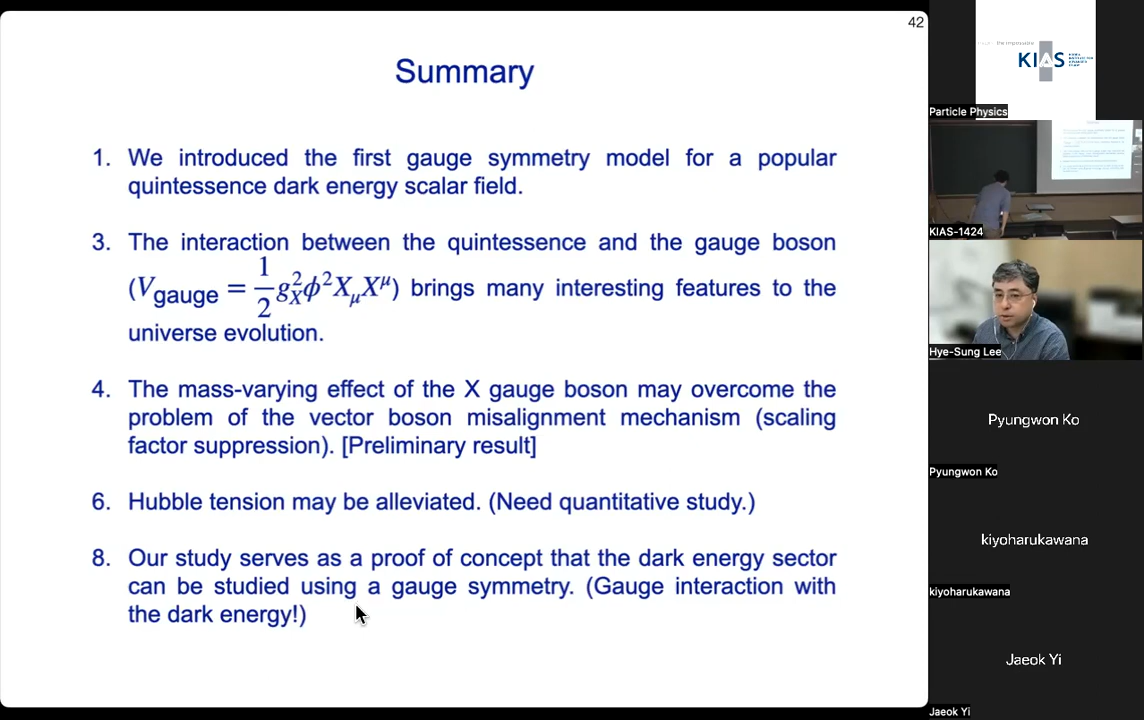 42
Summary
1. We introduced the first gauge symmetry model for a popular
quintessence dark energy scalar field.
3. The interaction between the quintessence and the gauge boson
(V_gauge = 1/2 g_X^2 ϕ^2 X_μ X^μ) brings many interesting features to the
universe evolution.
4. The mass-varying effect of the X gauge boson may overcome the
problem of the vector boson misalignment mechanism (scaling
factor suppression). [Preliminary result]
6. Hubble tension may be alleviated. (Need quantitative study.)
8. Our study serves as a proof of concept that the dark energy sector
can be studied using a gauge symmetry. (Gauge interaction with
the dark energy!)
KIAS
Particle Physics
KIAS-1424
Hye-Sung Lee
Pyungwon Ko
Pyungwon Ko
kiyoharukawana
kiyoharukawana
Jaeok Yi
Jaeok Yi